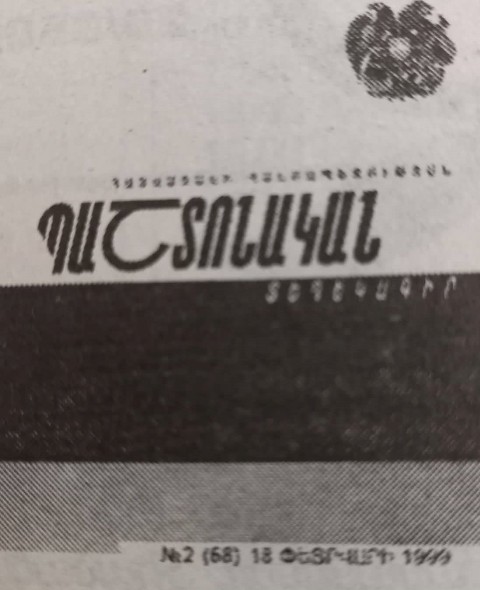 ՀԱՅԱՍՏԱՆԻ ՀԱՆՐԱՊԵՏՈՒԹՅԱՆ
ՊԱՇՏՈՆԱԿԱՆ
ՏԵՂԵԿԱԳԻՐ
№2 (68) 18 ՓԵՏՐՎԱՐԻ 1999